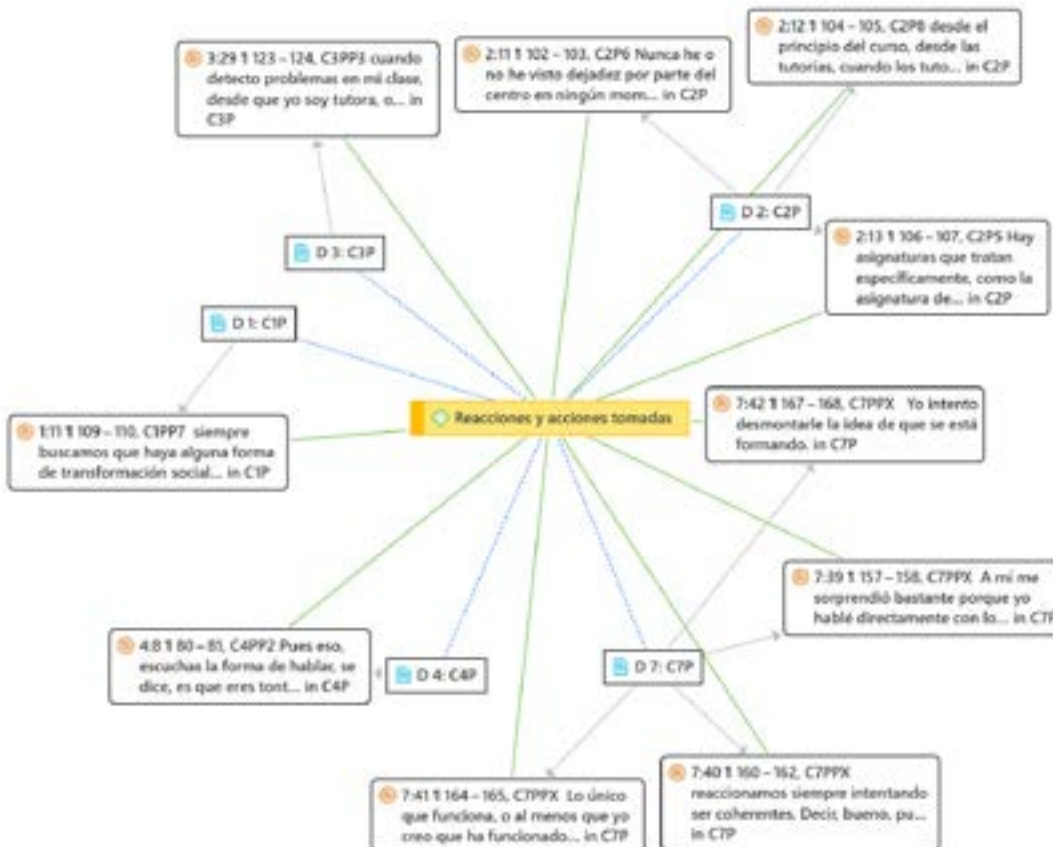 3:29 ¶ 123 – 124, C3PP3 cuando
detecto problemas en mi clase,
desde que yo soy tutora, o... in
C3P
2:11 ¶ 102 – 103, C2P6 Nunca he o
no he visto dejadez por parte del
centro en ningún mom... in C2P
2:12 ¶ 104 – 105, C2P8 desde el
principio del curso, desde las
tutorías, cuando los tuto... in C2P
D 2: C2P
D 3: C3P
2:13 ¶ 106 – 107, C2P5 Hay
asignaturas que tratan
específicamente, como la
asignatura de... in C2P
D 1: C1P
Reacciones y acciones tomadas
7:42 ¶ 167 – 168, C7PPX Yo intento
desmontarle la idea de que se está
formando. in C7P
1:11 ¶ 109 – 110, C1PP7 siempre
buscamos que haya alguna forma
de transformación social... in C1P
7:39 ¶ 157 – 158, C7PPX A mí me
sorprendió bastante porque yo
hablé directamente con lo... in C7P
4:8 ¶ 80 – 81, C4PP2 Pues eso,
escuchas la forma de hablar, se
dice, es que eres tont... in C4P
D 4: C4P
D 7: C7P
7:41 ¶ 164 – 165, C7PPX Lo único
que funciona, o al menos que yo
creo que ha funcionado... in C7P
7:40 ¶ 160 – 162, C7PPX
reaccionamos siempre intentando
ser coherentes. Decir, bueno, pu...
in C7P